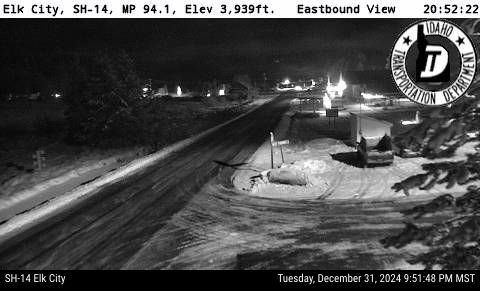 Elk City, SH-14, MP 94.1, Elev 3,939ft. Eastbound View 20:52:22
IDAHO
TRANSPORTATION DEPARTMENT
SH-14 Elk City
Tuesday, December 31, 2024 9:51:48 PM MST